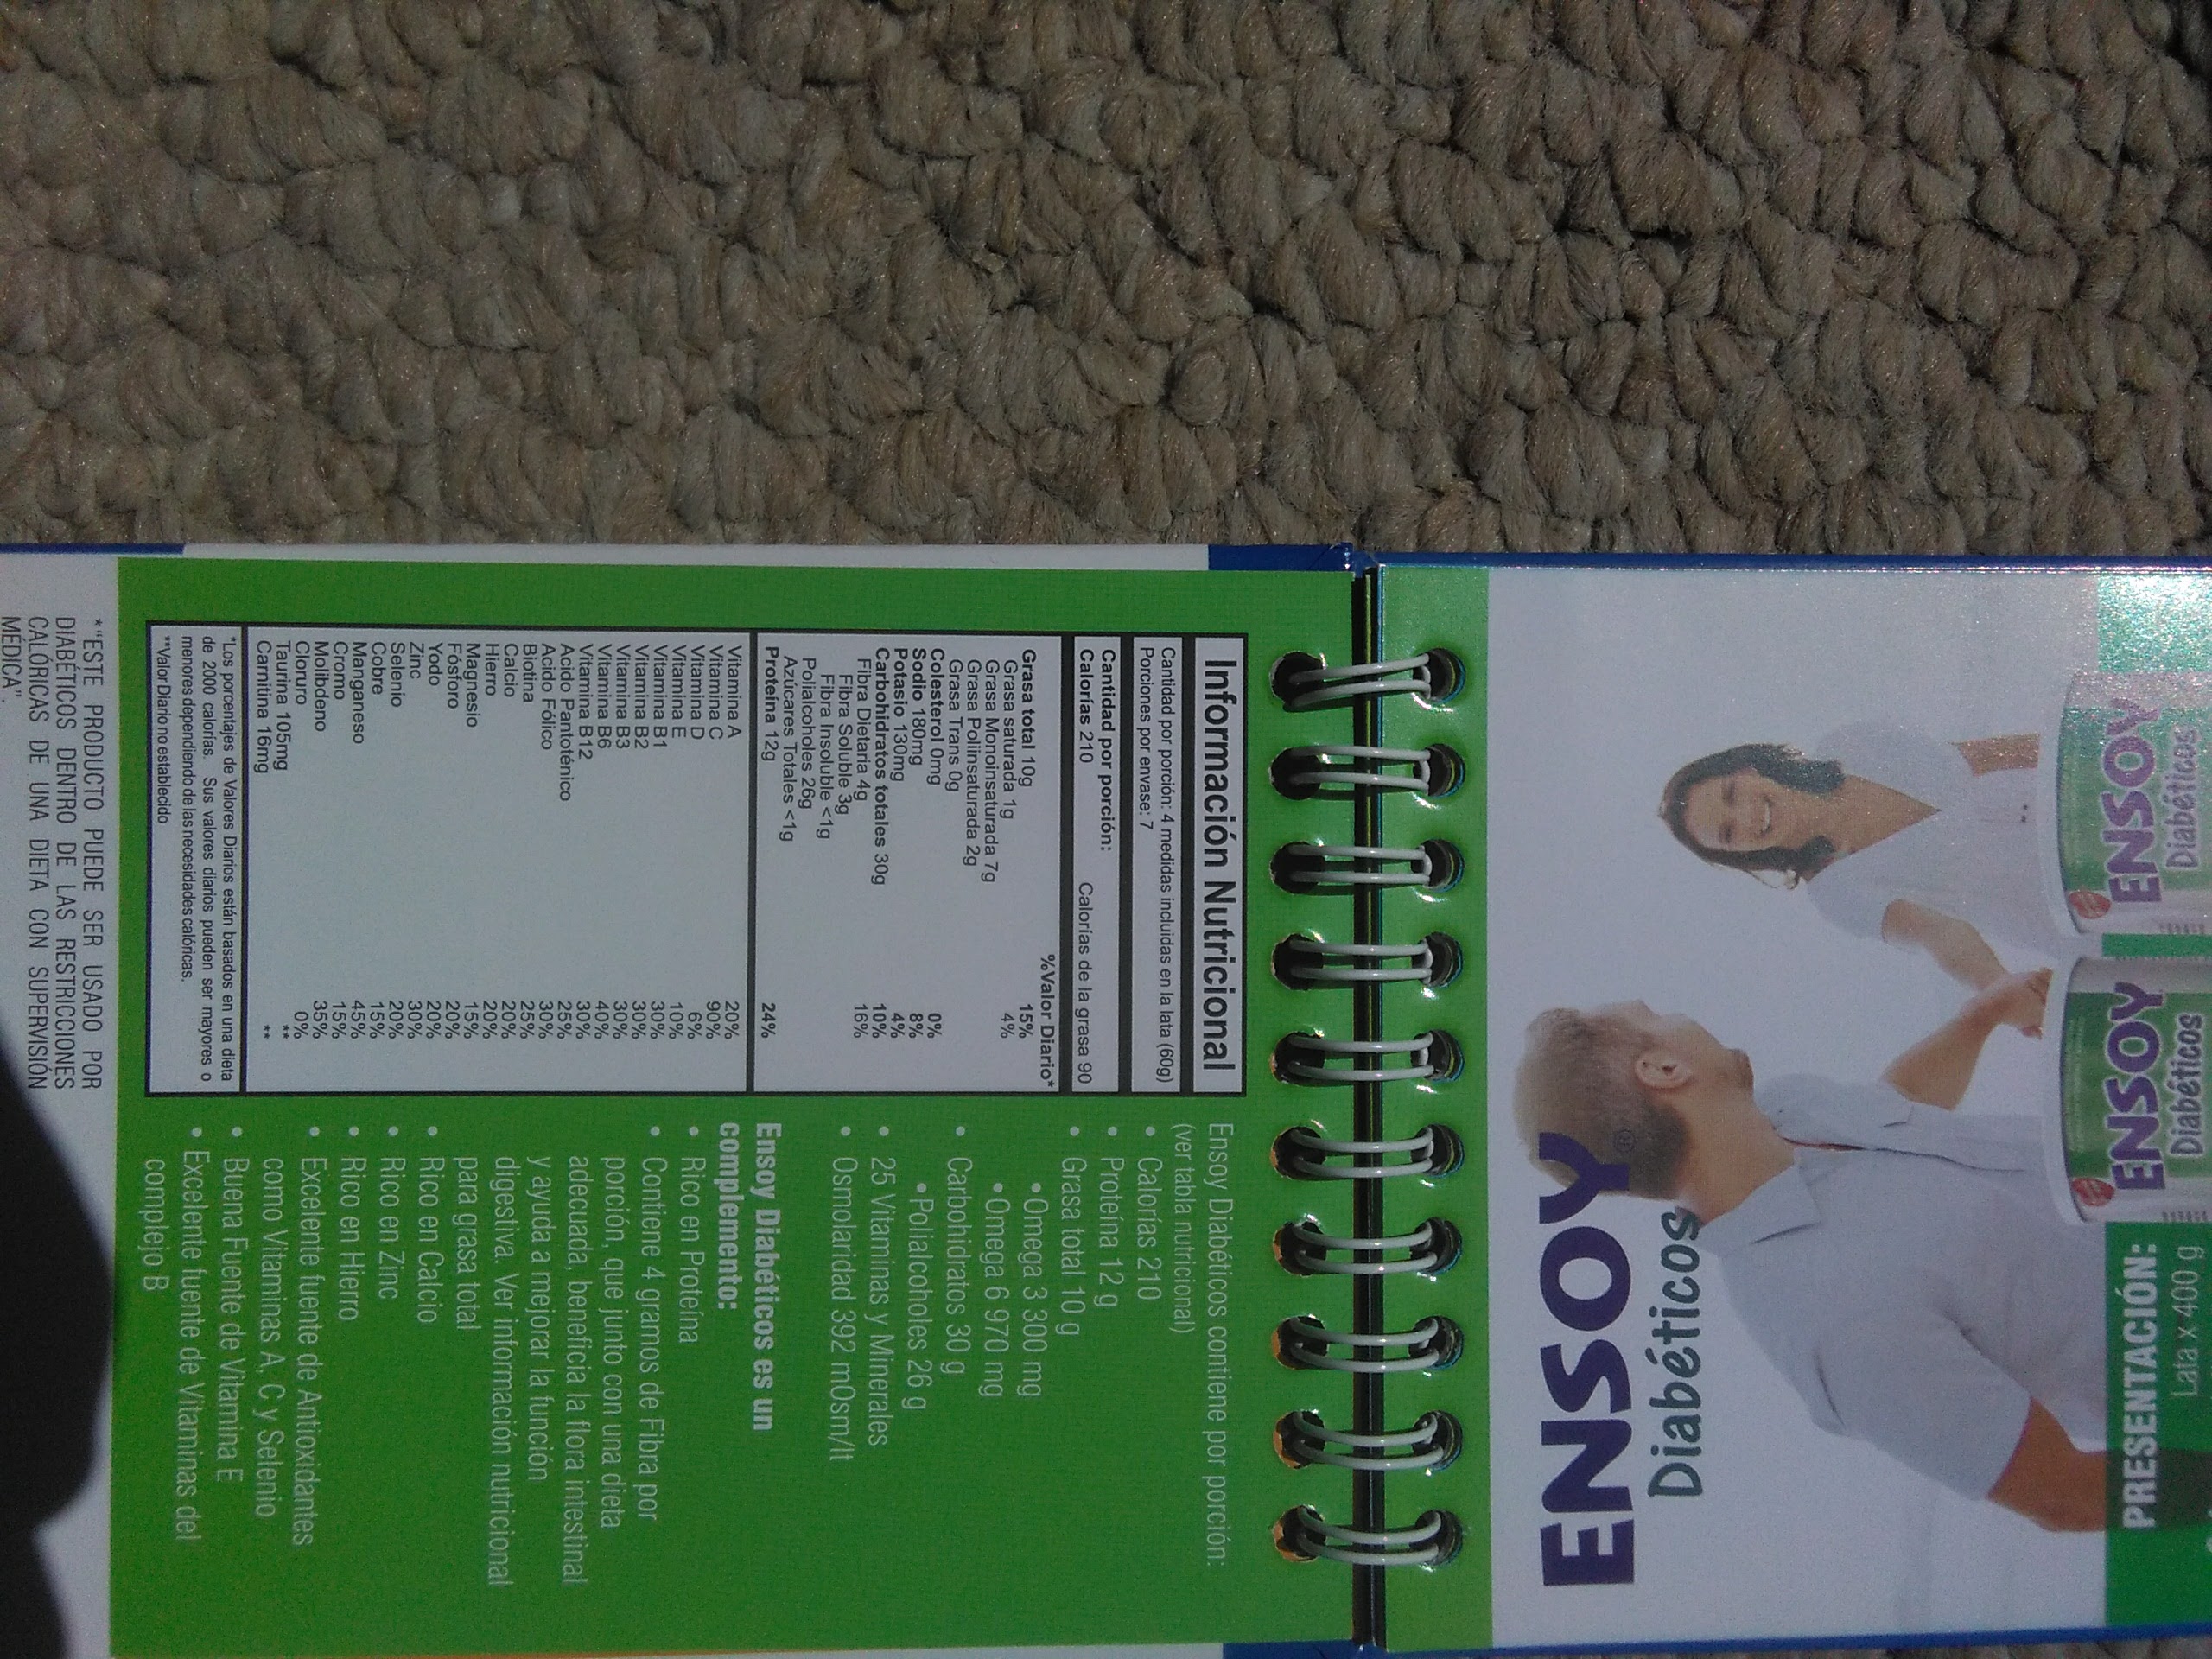 ENSOY
Diabéticos
ENSOY
Diabéticos
ENSOY®
Diabéticos
PRESENTACIÓN:
Lata x 400 g
Información Nutricional
Cantidad por porción: 4 medidas incluidas en la lata (60g)
Porciones por envase: 7
Cantidad por porción:
Calorías 210 Calorías de la grasa 90
%Valor Diario*
Grasa total 10g 15%
Grasa saturada 1g 4%
Grasa Monoinsaturada 7g
Grasa Poliinsaturada 2g
Grasa Trans 0g
Colesterol 0mg 0%
Sodio 180mg 8%
Potasio 130mg 4%
Carbohidratos totales 30g 10%
Fibra Dietaria 4g 16%
Fibra Soluble 3g
Fibra Insoluble <1g
Polialcoholes 26g
Azúcares Totales <1g
Proteína 12g 24%
Vitamina A 20%
Vitamina C 90%
Vitamina D 6%
Vitamina E 10%
Vitamina B1 30%
Vitamina B2 30%
Vitamina B3 30%
Vitamina B6 40%
Vitamina B12 30%
Acido Pantoténico 25%
Acido Fólico 30%
Biotina 25%
Calcio 20%
Hierro 20%
Magnesio 15%
Fósforo 20%
Yodo 20%
Zinc 30%
Selenio 20%
Cobre 15%
Manganeso 45%
Cromo 15%
Molibdeno 35%
Cloruro 0%
Taurina 105mg **
Carnitina 16mg **
*Los porcentajes de Valores Diarios están basados en una dieta
de 2000 calorías. Sus valores diarios pueden ser mayores o
menores dependiendo de las necesidades calóricas.
**Valor Diario no establecido
Ensoy Diabéticos contiene por porción:
(ver tabla nutricional)
• Calorías 210
• Proteína 12 g
• Grasa total 10 g
• Omega 3 300 mg
• Omega 6 970 mg
• Carbohidratos 30 g
• Polialcoholes 26 g
• 25 Vitaminas y Minerales
• Osmolaridad 392 mOsm/lt
Ensoy Diabéticos es un
complemento:
• Rico en Proteína
• Contiene 4 gramos de Fibra por
porción, que junto con una dieta
adecuada, beneficia la flora intestinal
y ayuda a mejorar la función
digestiva. Ver información nutricional
para grasa total
• Rico en Calcio
• Rico en Zinc
• Rico en Hierro
• Excelente fuente de Antioxidantes
como Vitaminas A, C y Selenio
• Buena Fuente de Vitamina E
• Excelente fuente de Vitaminas del
complejo B
*"ESTE PRODUCTO PUEDE SER USADO POR
DIABÉTICOS DENTRO DE LAS RESTRICCIONES
CALÓRICAS DE UNA DIETA CON SUPERVISIÓN
MÉDICA".